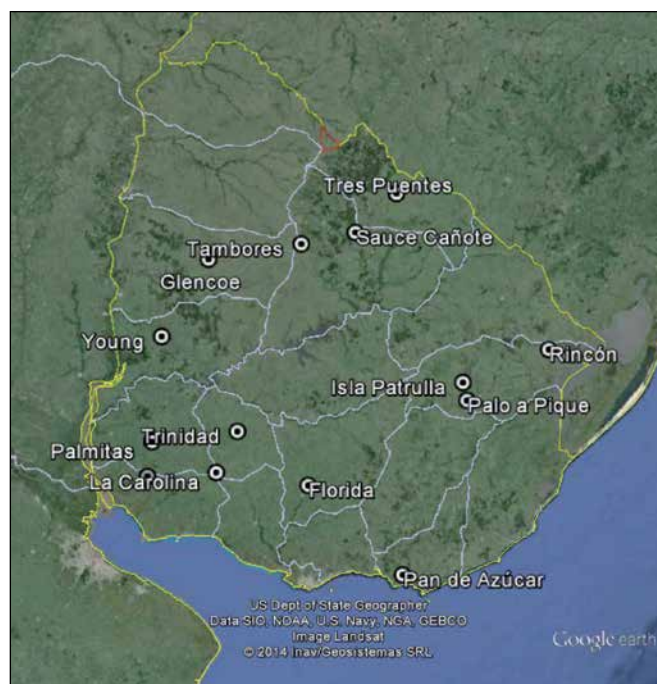 Tres Puentes
Sauce Cañote
Tambores
Glencoe
Young
Rincón
Isla Patrulla
Palo a Pique
Trinidad
Palmitas
La Carolina
Florida
Pan de Azúcar
US Dept of State Geographer
Data SIO, NOAA, U.S. Navy, NGA, GEBCO
Image Landsat
© 2014 Inav/Geosistemas SRL
Google earth